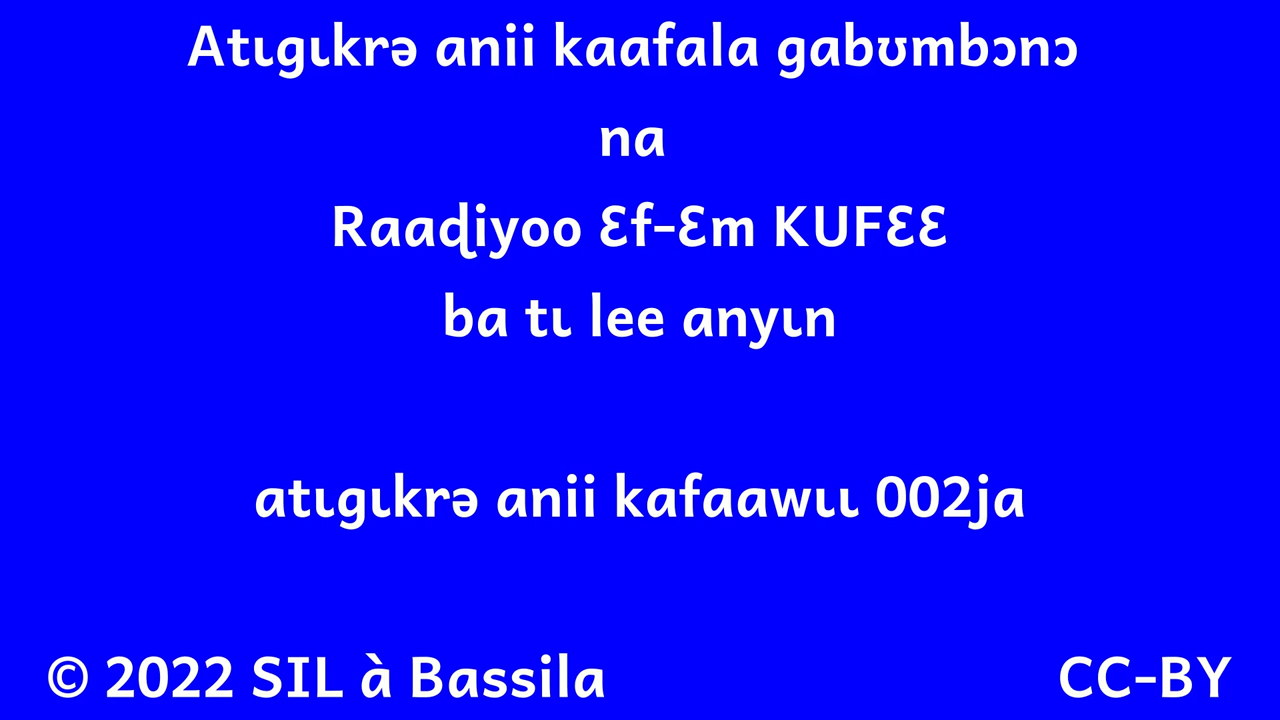 Atɩgɩkrə anii kaafala gabʊmbɔnɔ
na
Raaɖiyoo Ɛf-Ɛm KUFƐƐ
ba tɩ lee anyɩn
atɩgɩkrə anii kafaawɩɩ 002ja
© 2022 SIL à Bassila CC-BY